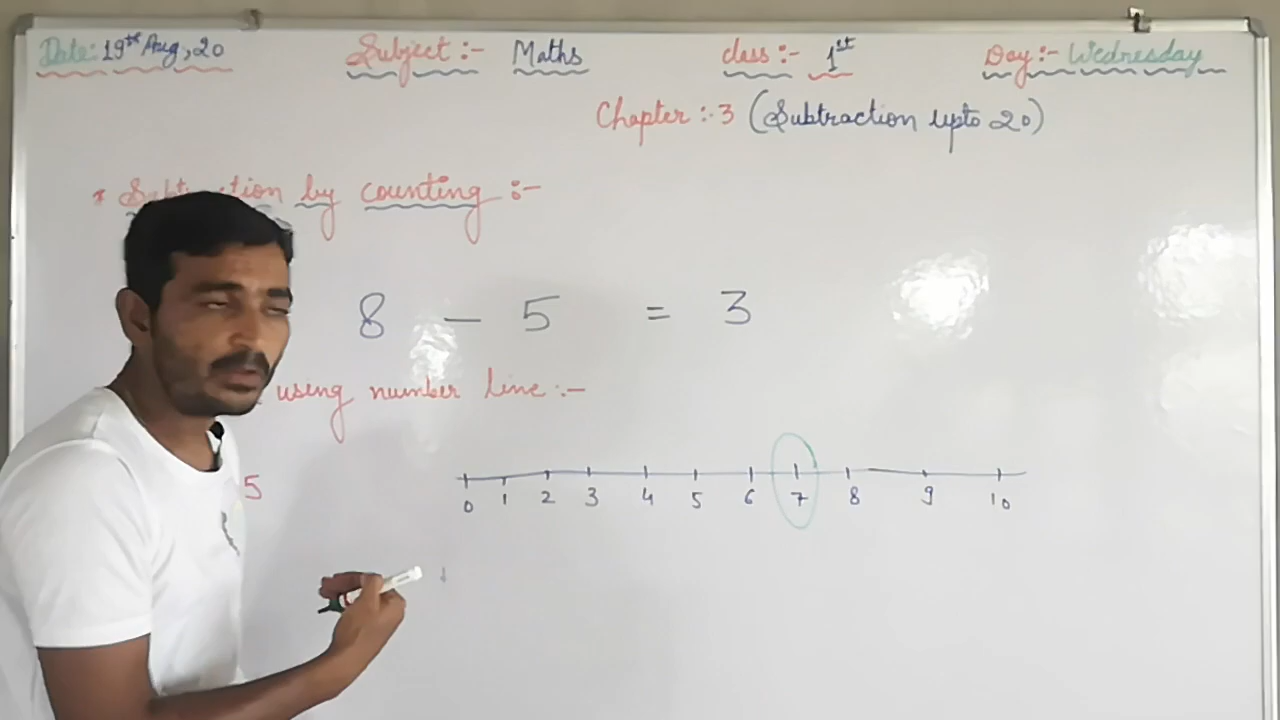 Date:- 19th Aug, 20 Subject :- Maths class :- 1st Day :- Wednesday
Chapter :- 3 (Subtraction upto 20)
* Subtraction by counting :-
8 - 5 = 3
using number line :-
5
0 1 2 3 4 5 6 7 8 9 10